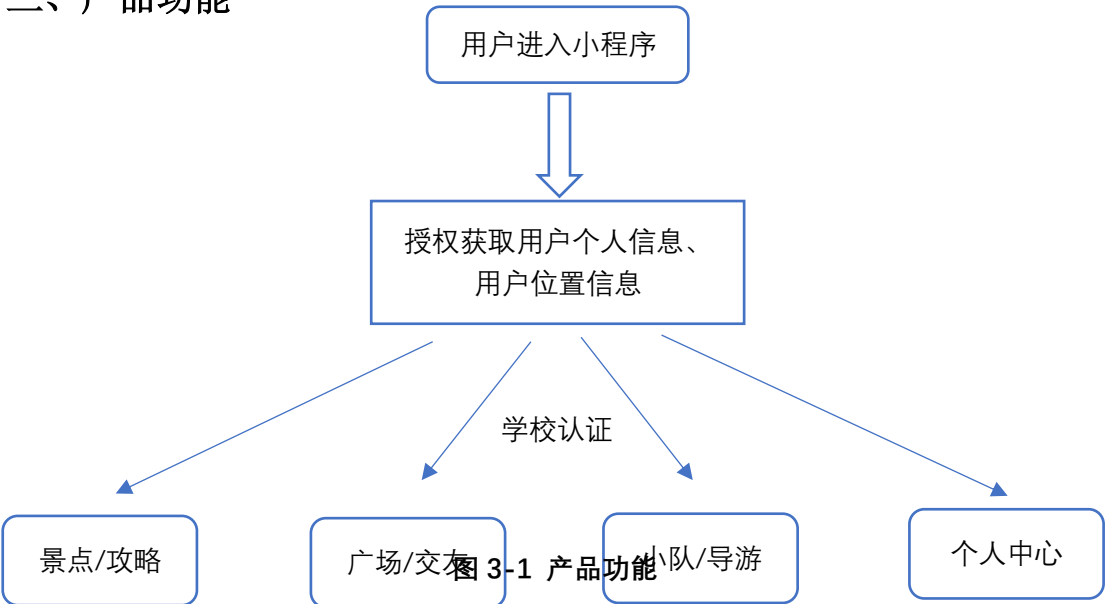 三、产品功能
用户进入小程序
授权获取用户个人信息、
用户位置信息
学校认证
景点/攻略
广场/交友
小队/导游
个人中心
图 3-1 产品功能